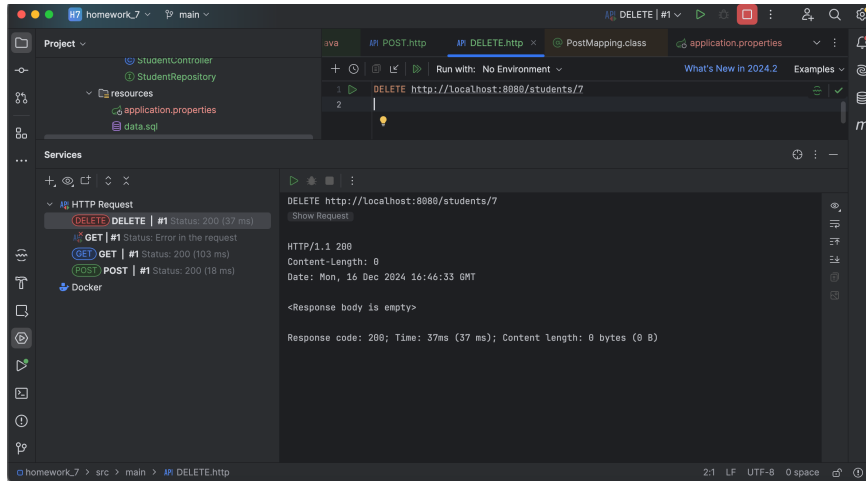 H7 homework_7 main DELETE | #1
Project
StudentController
StudentRepository
resources
application.properties
data.sql
ava POST.http DELETE.http PostMapping.class application.properties
Run with: No Environment What's New in 2024.2 Examples
1 DELETE http://localhost:8080/students/7
2
Services
HTTP Request
DELETE DELETE | #1 Status: 200 (37 ms)
GET | #1 Status: Error in the request
GET GET | #1 Status: 200 (103 ms)
POST POST | #1 Status: 200 (18 ms)
Docker
DELETE http://localhost:8080/students/7
Show Request
HTTP/1.1 200
Content-Length: 0
Date: Mon, 16 Dec 2024 16:46:33 GMT
<Response body is empty>
Response code: 200; Time: 37ms (37 ms); Content length: 0 bytes (0 B)
m
homework_7 > src > main > API DELETE.http 2:1 LF UTF-8 0 space